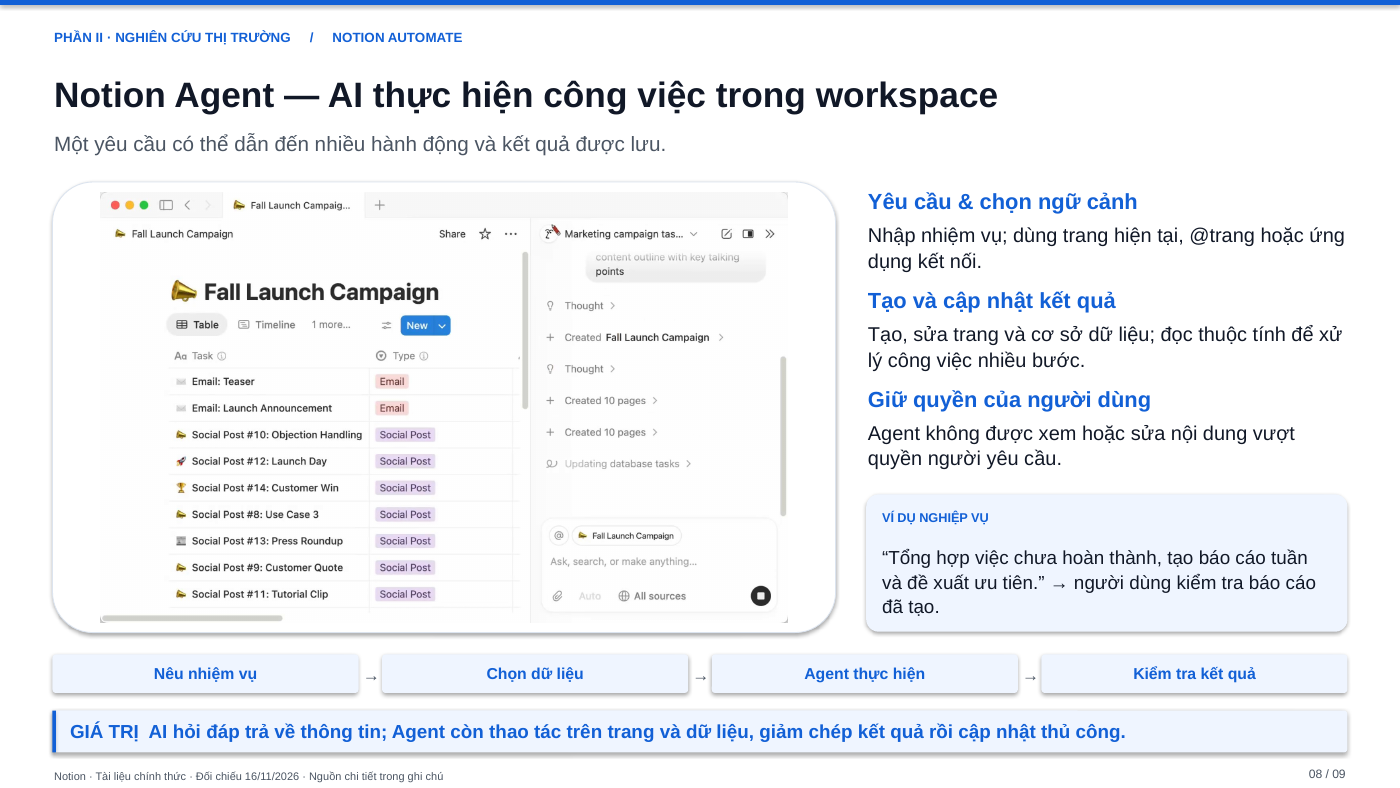 PHẦN II · NGHIÊN CỨU THỊ TRƯỜNG / NOTION AUTOMATE
Notion Agent — AI thực hiện công việc trong workspace
Một yêu cầu có thể dẫn đến nhiều hành động và kết quả được lưu.
Fall Launch Campaig...
Fall Launch Campaign
Share
Marketing campaign tas...
content outline with key talking
points
Fall Launch Campaign
Table
Timeline
1 more...
New
Aa Task
Type
Email: Teaser
Email
Email: Launch Announcement
Email
Social Post #10: Objection Handling
Social Post
Social Post #12: Launch Day
Social Post
Social Post #14: Customer Win
Social Post
Social Post #8: Use Case 3
Social Post
Social Post #13: Press Roundup
Social Post
Social Post #9: Customer Quote
Social Post
Social Post #11: Tutorial Clip
Social Post
Thought
Created Fall Launch Campaign
Thought
Created 10 pages
Created 10 pages
Updating database tasks
@ Fall Launch Campaign
Ask, search, or make anything...
Auto
All sources
Yêu cầu & chọn ngữ cảnh
Nhập nhiệm vụ; dùng trang hiện tại, @trang hoặc ứng
dụng kết nối.
Tạo và cập nhật kết quả
Tạo, sửa trang và cơ sở dữ liệu; đọc thuộc tính để xử
lý công việc nhiều bước.
Giữ quyền của người dùng
Agent không được xem hoặc sửa nội dung vượt
quyền người yêu cầu.
VÍ DỤ NGHIỆP VỤ
“Tổng hợp việc chưa hoàn thành, tạo báo cáo tuần
và đề xuất ưu tiên.” → người dùng kiểm tra báo cáo
đã tạo.
Nêu nhiệm vụ → Chọn dữ liệu → Agent thực hiện → Kiểm tra kết quả
GIÁ TRỊ AI hỏi đáp trả về thông tin; Agent còn thao tác trên trang và dữ liệu, giảm chép kết quả rồi cập nhật thủ công.
Notion · Tài liệu chính thức · Đối chiếu 16/11/2026 · Nguồn chi tiết trong ghi chú
08 / 09